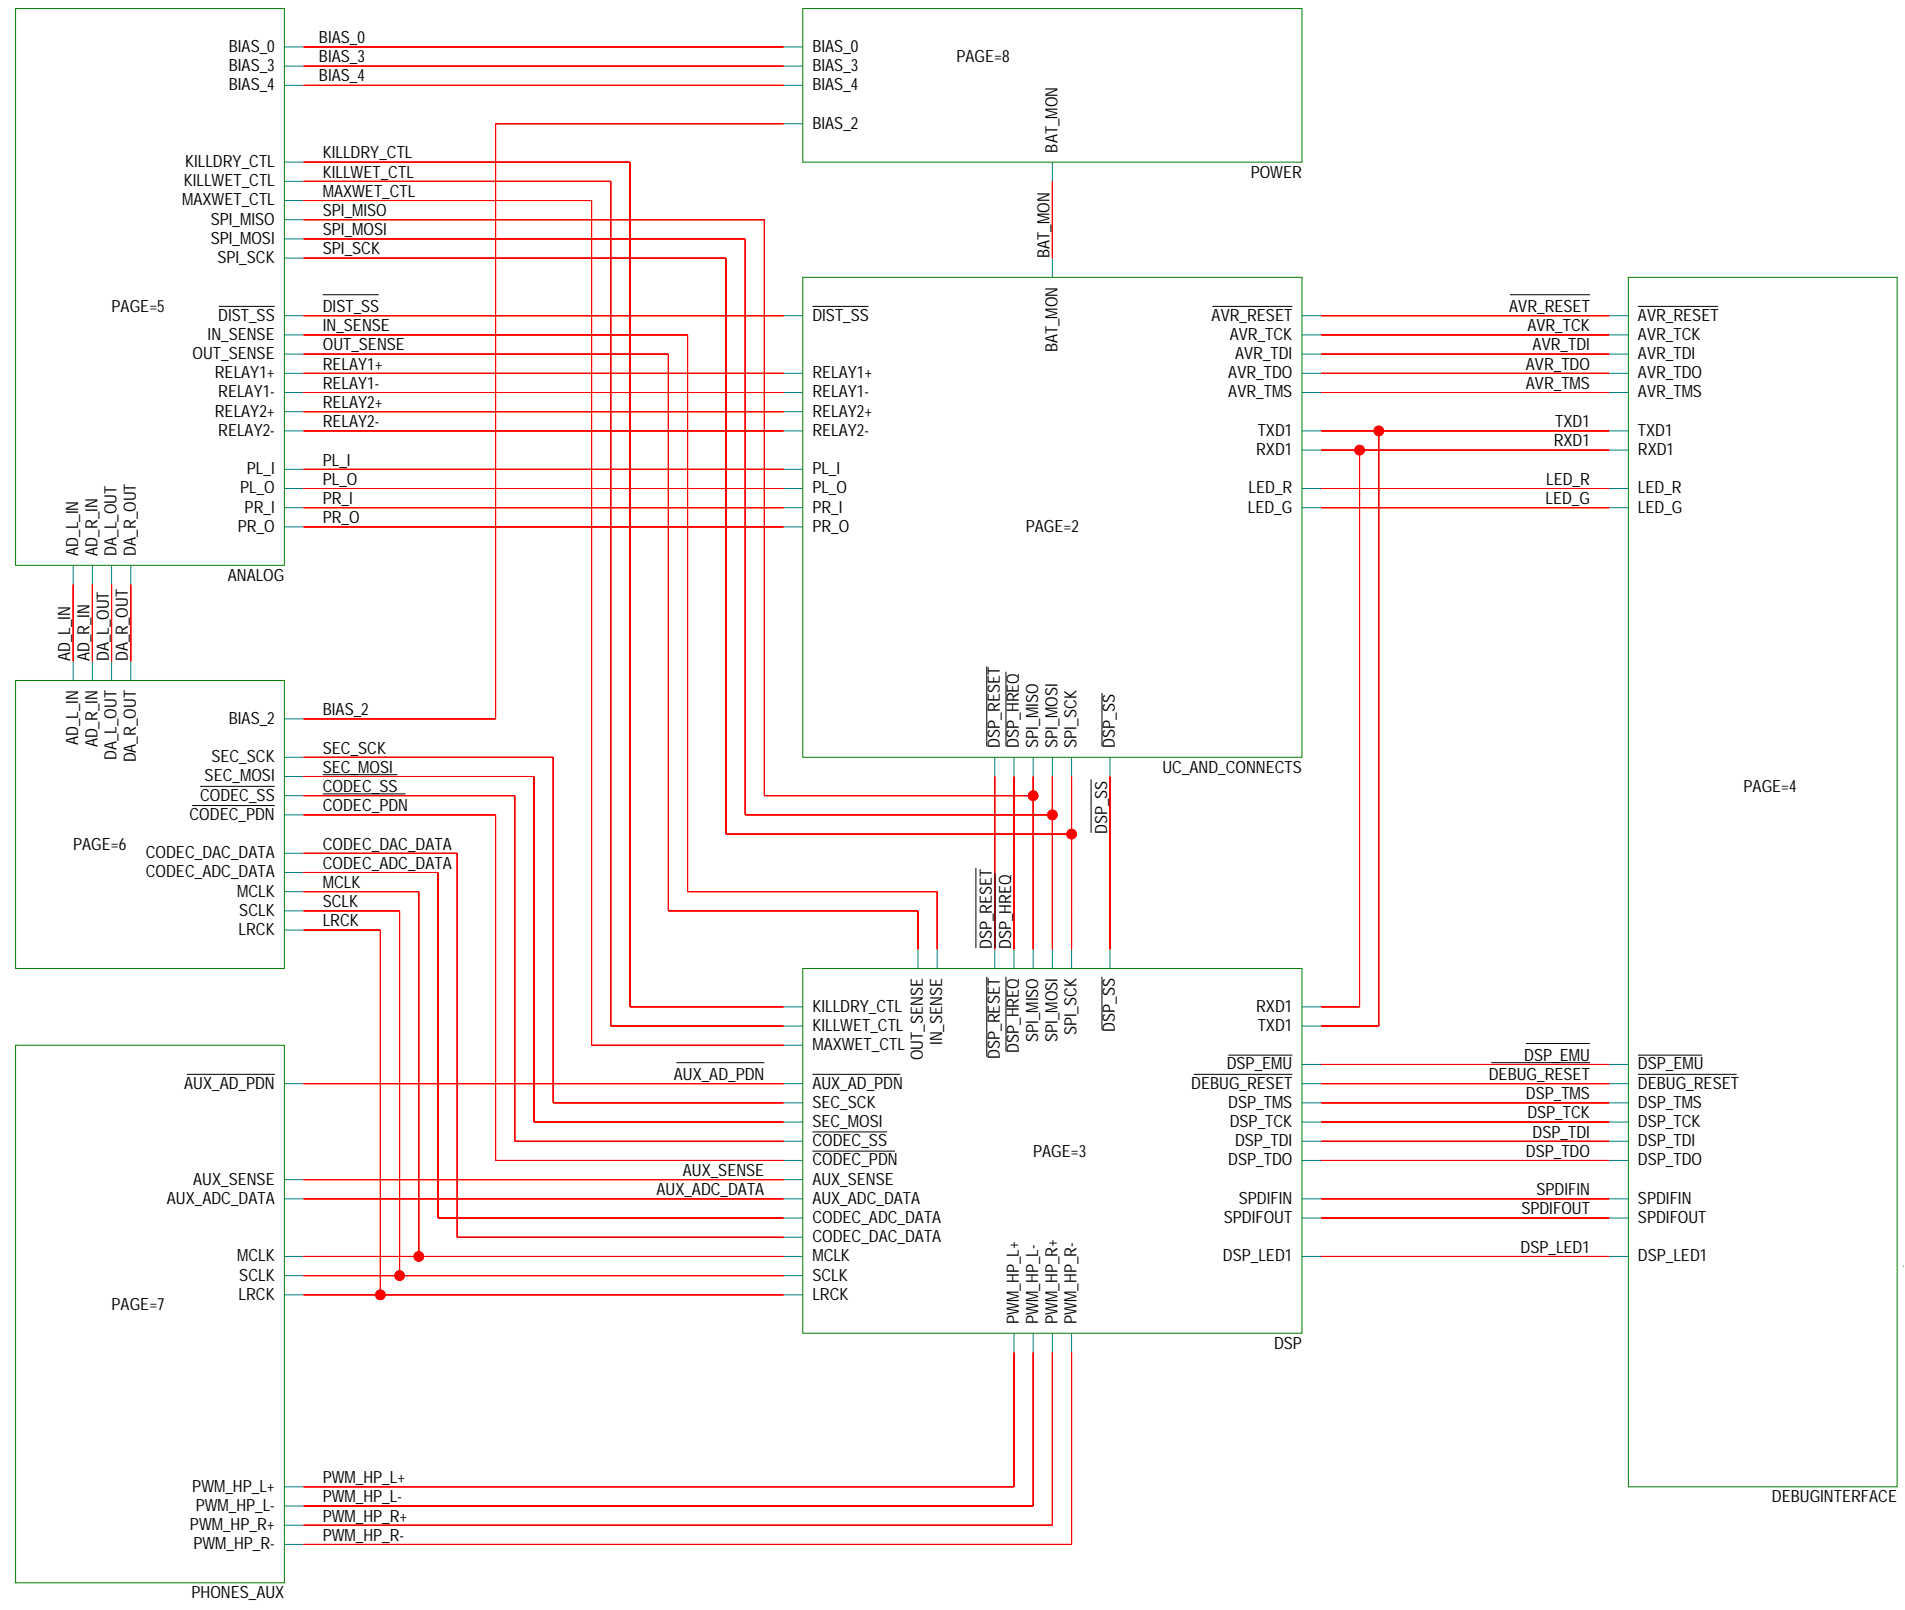 BIAS_0
BIAS_3
BIAS_4
KILLDRY_CTL
KILLWET_CTL
MAXWET_CTL
SPI_MISO
SPI_MOSI
SPI_SCK
PAGE=5
DIST_SS
IN_SENSE
OUT_SENSE
RELAY1+
RELAY1-
RELAY2+
RELAY2-
PL_I
PL_O
PR_I
PR_O
AD_L_IN
AD_R_IN
DA_L_OUT
DA_R_OUT
ANALOG
BIAS_0
BIAS_3
BIAS_4
KILLDRY_CTL
KILLWET_CTL
MAXWET_CTL
SPI_MISO
SPI_MOSI
SPI_SCK
DIST_SS
IN_SENSE
OUT_SENSE
RELAY1+
RELAY1-
RELAY2+
RELAY2-
PL_I
PL_O
PR_I
PR_O
BIAS_0
BIAS_3
BIAS_4
BIAS_2
PAGE=8
BAT_MON
POWER
BAT_MON
BAT_MON
DIST_SS
RELAY1+
RELAY1-
RELAY2+
RELAY2-
PL_I
PL_O
PR_I
PR_O
PAGE=2
AVR_RESET
AVR_TCK
AVR_TDI
AVR_TDO
AVR_TMS
TXD1
RXD1
LED_R
LED_G
DSP_RESET
DSP_HREQ
SPI_MISO
SPI_MOSI
SPI_SCK
DSP_SS
UC_AND_CONNECTS
AVR_RESET
AVR_TCK
AVR_TDI
AVR_TDO
AVR_TMS
TXD1
RXD1
LED_R
LED_G
AVR_RESET
AVR_TCK
AVR_TDI
AVR_TDO
AVR_TMS
TXD1
RXD1
LED_R
LED_G
PAGE=4
AD_L_IN
AD_R_IN
DA_L_OUT
DA_R_OUT
AD_L_IN
AD_R_IN
DA_L_OUT
DA_R_OUT
BIAS_2
SEC_SCK
SEC_MOSI
CODEC_SS
CODEC_PDN
PAGE=6
CODEC_DAC_DATA
CODEC_ADC_DATA
MCLK
SCLK
LRCK
BIAS_2
SEC_SCK
SEC_MOSI
CODEC_SS
CODEC_PDN
CODEC_DAC_DATA
CODEC_ADC_DATA
MCLK
SCLK
LRCK
DSP_SS
DSP_RESET
DSP_HREQ
OUT_SENSE
IN_SENSE
DSP_RESET
DSP_HREQ
SPI_MISO
SPI_MOSI
SPI_SCK
DSP_SS
KILLDRY_CTL
KILLWET_CTL
MAXWET_CTL
AUX_AD_PDN
SEC_SCK
SEC_MOSI
CODEC_SS
CODEC_PDN
AUX_SENSE
AUX_ADC_DATA
CODEC_ADC_DATA
CODEC_DAC_DATA
MCLK
SCLK
LRCK
PAGE=3
RXD1
TXD1
DSP_EMU
DEBUG_RESET
DSP_TMS
DSP_TCK
DSP_TDI
DSP_TDO
SPDIFIN
SPDIFOUT
DSP_LED1
PWM_HP_L+
PWM_HP_L-
PWM_HP_R+
PWM_HP_R-
DSP
DSP_EMU
DEBUG_RESET
DSP_TMS
DSP_TCK
DSP_TDI
DSP_TDO
SPDIFIN
SPDIFOUT
DSP_LED1
DSP_EMU
DEBUG_RESET
DSP_TMS
DSP_TCK
DSP_TDI
DSP_TDO
SPDIFIN
SPDIFOUT
DSP_LED1
DEBUGINTERFACE
AUX_AD_PDN
AUX_SENSE
AUX_ADC_DATA
MCLK
SCLK
LRCK
PAGE=7
PWM_HP_L+
PWM_HP_L-
PWM_HP_R+
PWM_HP_R-
PHONES_AUX
AUX_AD_PDN
AUX_SENSE
AUX_ADC_DATA
PWM_HP_L+
PWM_HP_L-
PWM_HP_R+
PWM_HP_R-